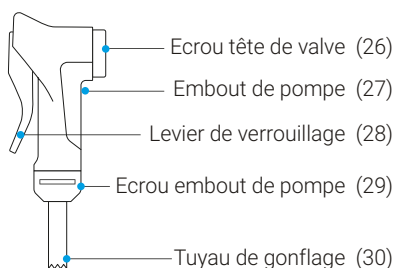 Ecrou tête de valve (26)
Embout de pompe (27)
Levier de verrouillage (28)
Ecrou embout de pompe (29)
Tuyau de gonflage (30)